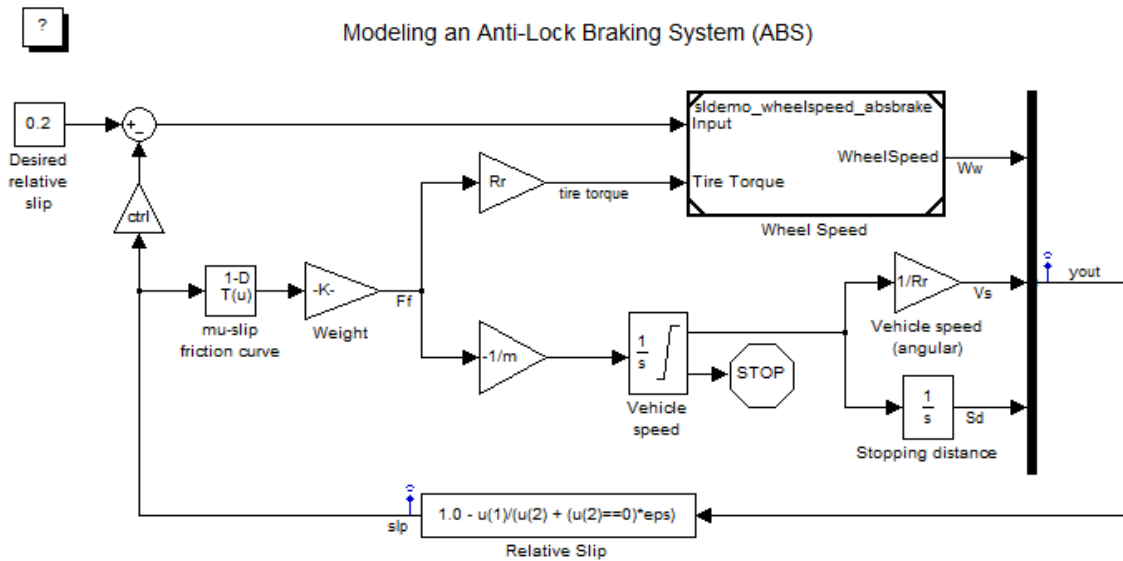 ?
Modeling an Anti-Lock Braking System (ABS)
0.2
Desired
relative
slip
+
-
ctrl
1-D
T(u)
mu-slip
friction curve
-K-
Weight
Ff
Rr
tire torque
sldemo_wheelspeed_absbrake
Input
WheelSpeed
Tire Torque
Wheel Speed
Ww
-1/m
1
s
Vehicle
speed
STOP
1/Rr
Vs
Vehicle speed
(angular)
1
s
Sd
Stopping distance
yout
slp
1.0 - u(1)/(u(2) + (u(2)==0)*eps)
Relative Slip